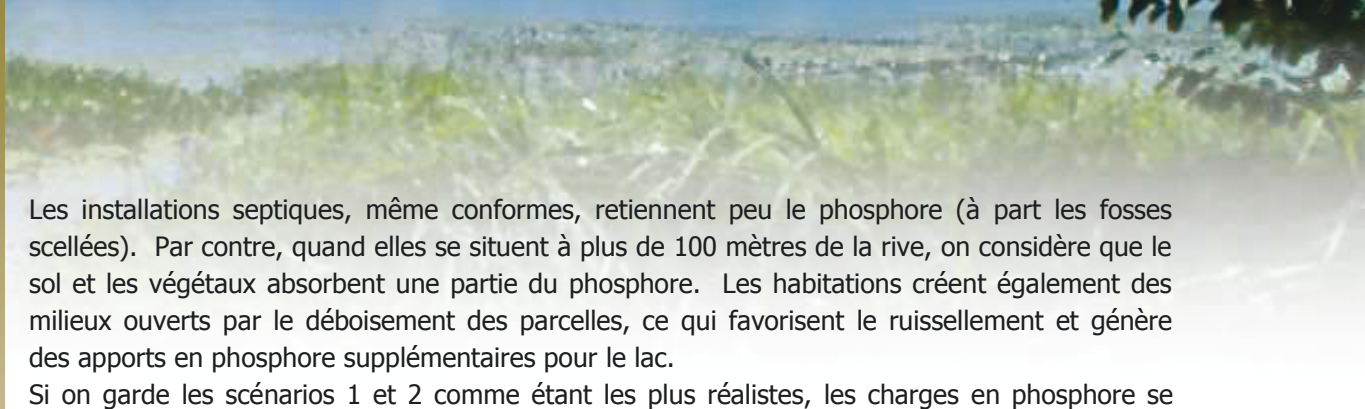 Les installations septiques, même conformes, retiennent peu le phosphore (à part les fosses
scellées). Par contre, quand elles se situent à plus de 100 mètres de la rive, on considère que le
sol et les végétaux absorbent une partie du phosphore. Les habitations créent également des
milieux ouverts par le déboisement des parcelles, ce qui favorisent le ruissellement et génère
des apports en phosphore supplémentaires pour le lac.
Si on garde les scénarios 1 et 2 comme étant les plus réalistes, les charges en phosphore se